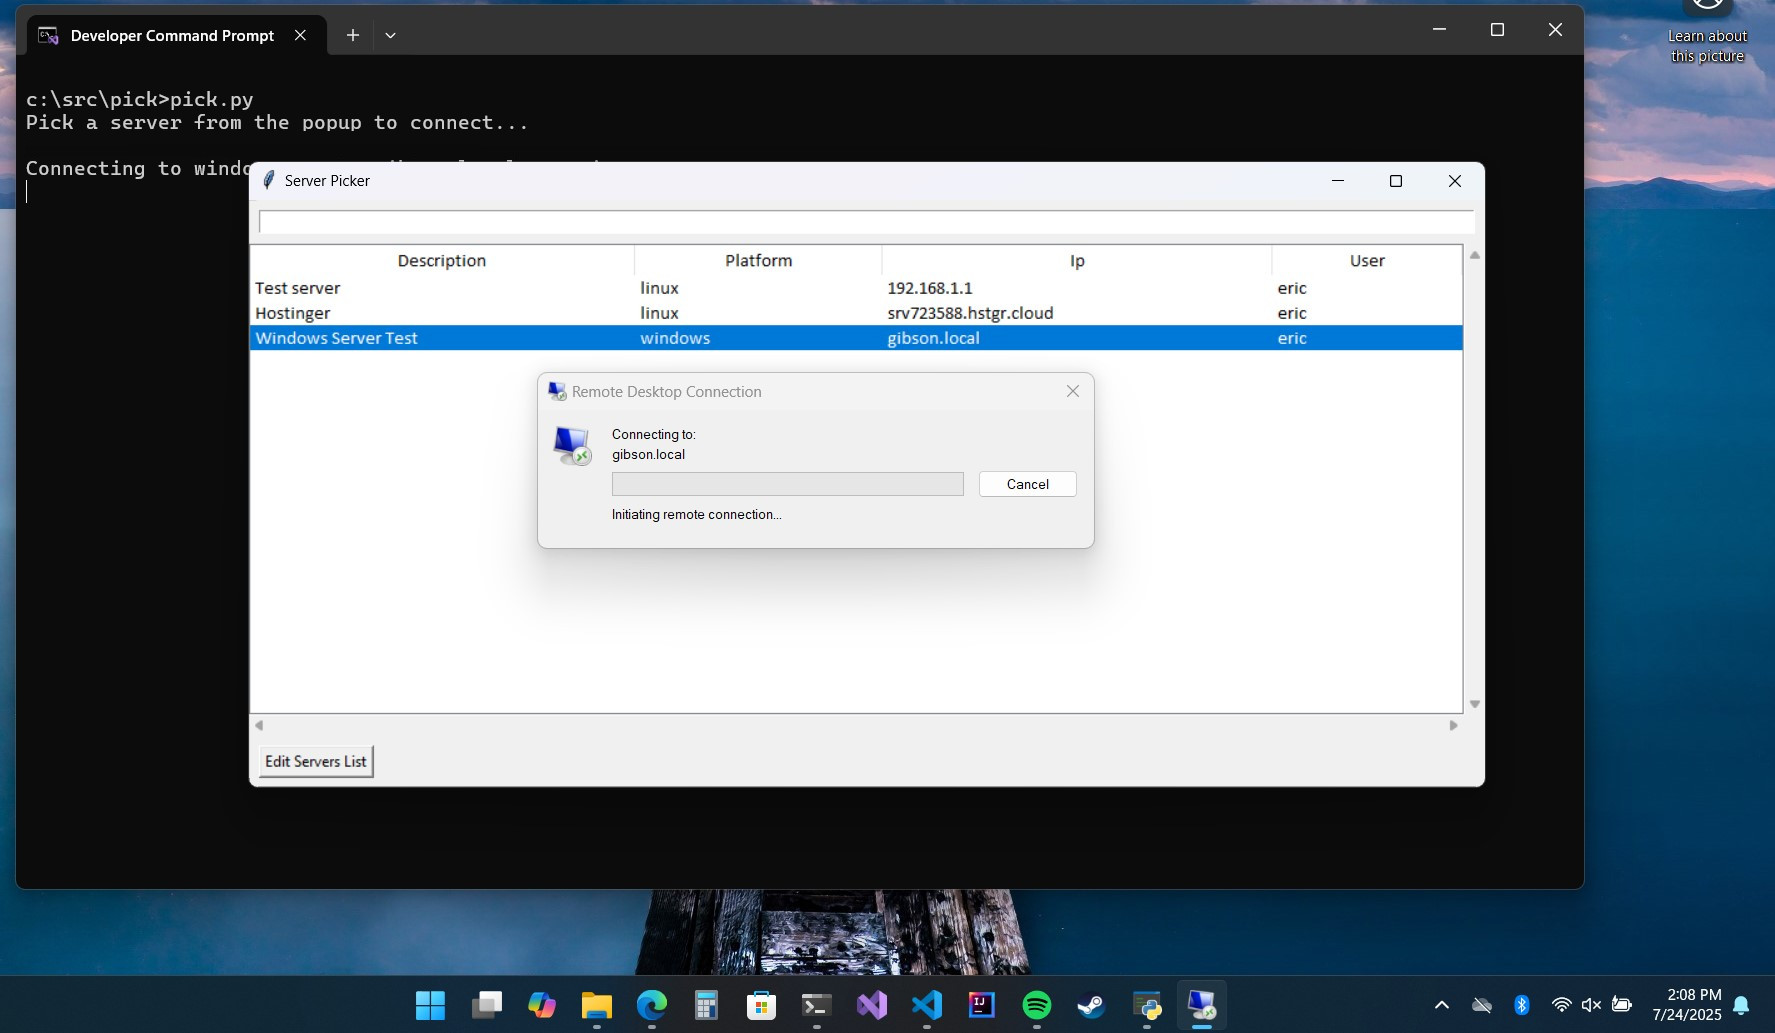 Developer Command Prompt
Learn about
this picture
c:\src\pick>pick.py
Pick a server from the popup to connect...
Connecting to
Server Picker
Description Platform Ip User
Test server linux 192.168.1.1 eric
Hostinger linux srv723588.hstgr.cloud eric
Windows Server Test windows gibson.local eric
Remote Desktop Connection
Connecting to:
gibson.local
Cancel
Initiating remote connection...
Edit Servers List
2:08 PM
7/24/2025